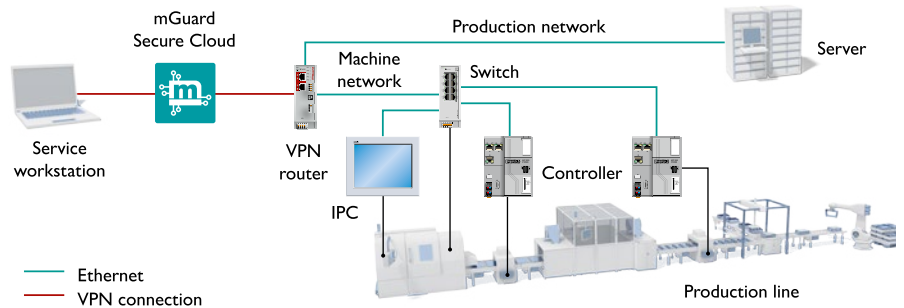 mGuard
Secure Cloud
Production network
Server
Machine
network
Switch
m
Service
workstation
VPN
router
IPC
Controller
Ethernet
VPN connection
Production line